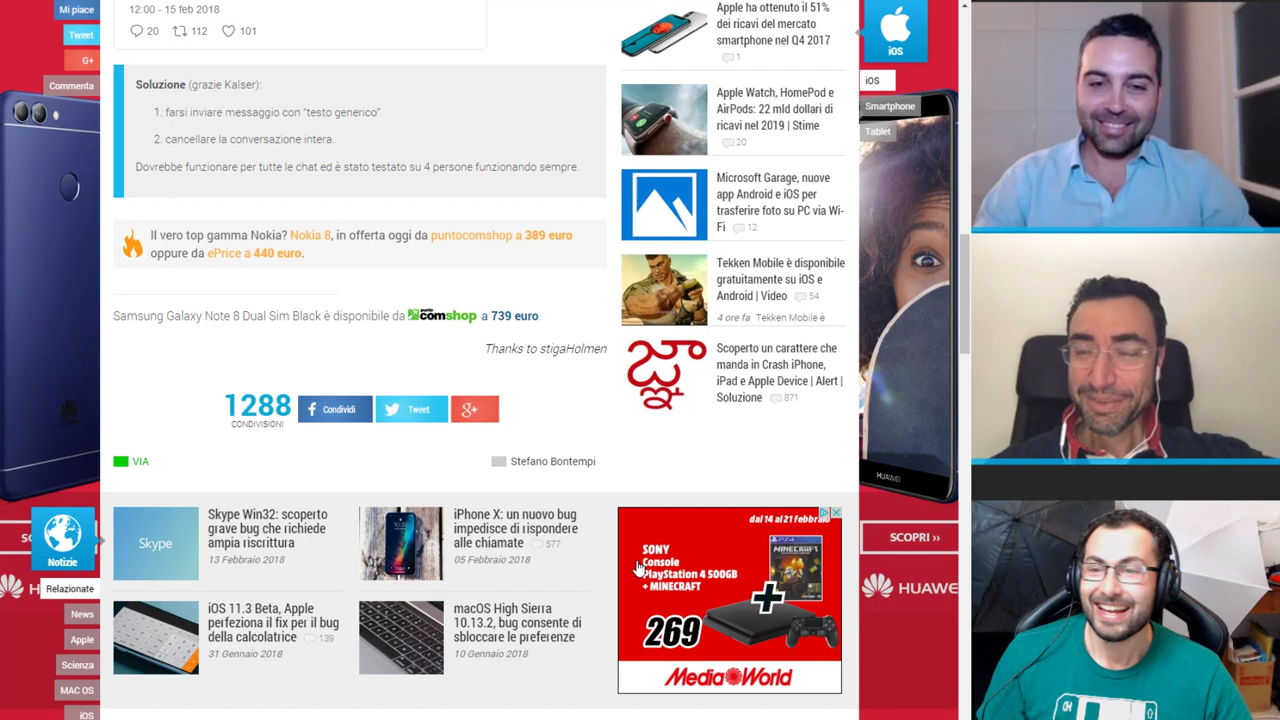 Mi piace
Tweet
G+
Commenta
12:00 - 15 feb 2018
20 112 101
Soluzione (grazie Kalser):
1. farsi inviare messaggio con "testo generico"
2. cancellare la conversazione intera.
Dovrebbe funzionare per tutte le chat ed è stato testato su 4 persone funzionando sempre.
Il vero top gamma Nokia? Nokia 8, in offerta oggi da puntocomshop a 389 euro
oppure da ePrice a 440 euro.
Samsung Galaxy Note 8 Dual Sim Black è disponibile da punto comshop a 739 euro.
Thanks to stigaHolmen
1288
CONDIVISIONI
Condividi
Tweet
G+
VIA
Stefano Bontempi
Apple ha ottenuto il 51%
dei ricavi del mercato
smartphone nel Q4 2017
1
Apple Watch, HomePod e
AirPods: 22 mld dollari di
ricavi nel 2019 | Stime
20
Microsoft Garage, nuove
app Android e iOS per
trasferire foto su PC via Wi-
Fi 12
Tekken Mobile è disponibile
gratuitamente su iOS e
Android | Video 54
4 ore fa Tekken Mobile è
జ్ఞా
Scoperto un carattere che
manda in Crash iPhone,
iPad e Apple Device | Alert |
Soluzione 871
iOS
iOS
Smartphone
Tablet
HUAWEI
SCOPRI ››
HUAWE
Notizie
Relazionate
News
Apple
Scienza
MAC OS
iOS
Skype
Skype Win32: scoperto
grave bug che richiede
ampia riscrittura
13 Febbraio 2018
iPhone X: un nuovo bug
impedisce di rispondere
alle chiamate 577
05 Febbraio 2018
iOS 11.3 Beta, Apple
perfeziona il fix per il bug
della calcolatrice 139
31 Gennaio 2018
macOS High Sierra
10.13.2, bug consente di
sbloccare le preferenze
10 Gennaio 2018
dal 14 al 21 febbraio
SONY
Console
PlayStation 4 500GB
+ MINECRAFT
PS4
MINECRAFT
269
MediaWorld